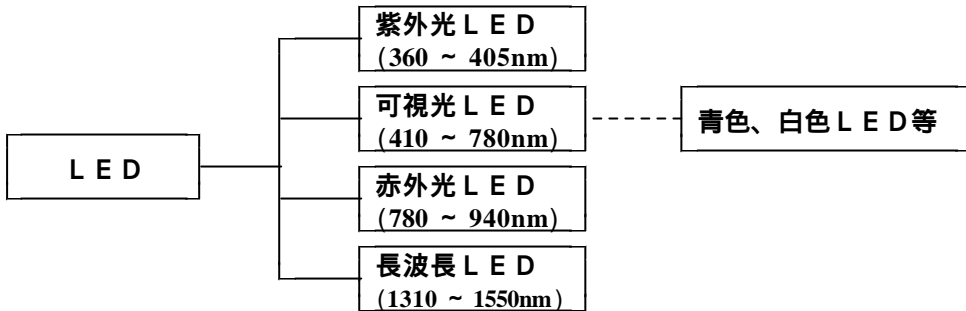 紫外光ＬＥＤ
(360 ~ 405nm)
可視光ＬＥＤ
(410 ~ 780nm)
青色、白色ＬＥＤ等
ＬＥＤ
赤外光ＬＥＤ
(780 ~ 940nm)
長波長ＬＥＤ
(1310 ~ 1550nm)